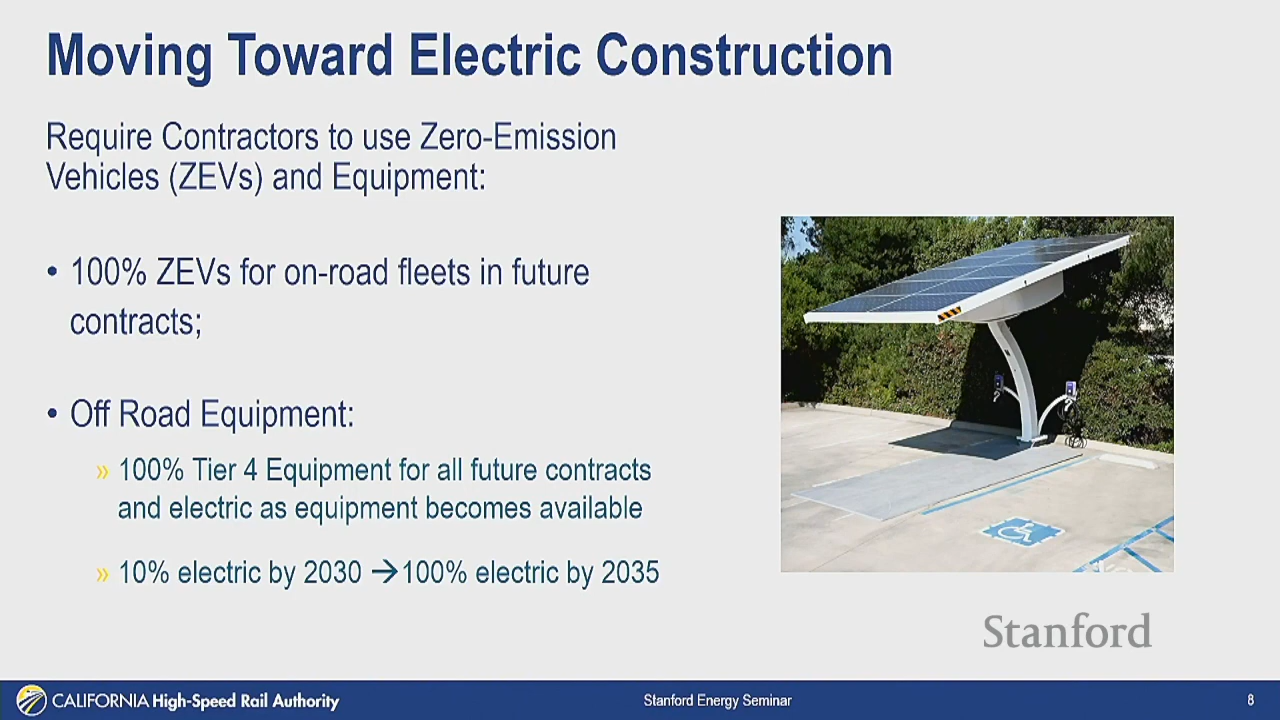 Moving Toward Electric Construction
Require Contractors to use Zero-Emission
Vehicles (ZEVs) and Equipment:
• 100% ZEVs for on-road fleets in future
contracts;
• Off Road Equipment:
» 100% Tier 4 Equipment for all future contracts
and electric as equipment becomes available
» 10% electric by 2030 → 100% electric by 2035
Stanford
CALIFORNIA High-Speed Rail Authority
Stanford Energy Seminar
8